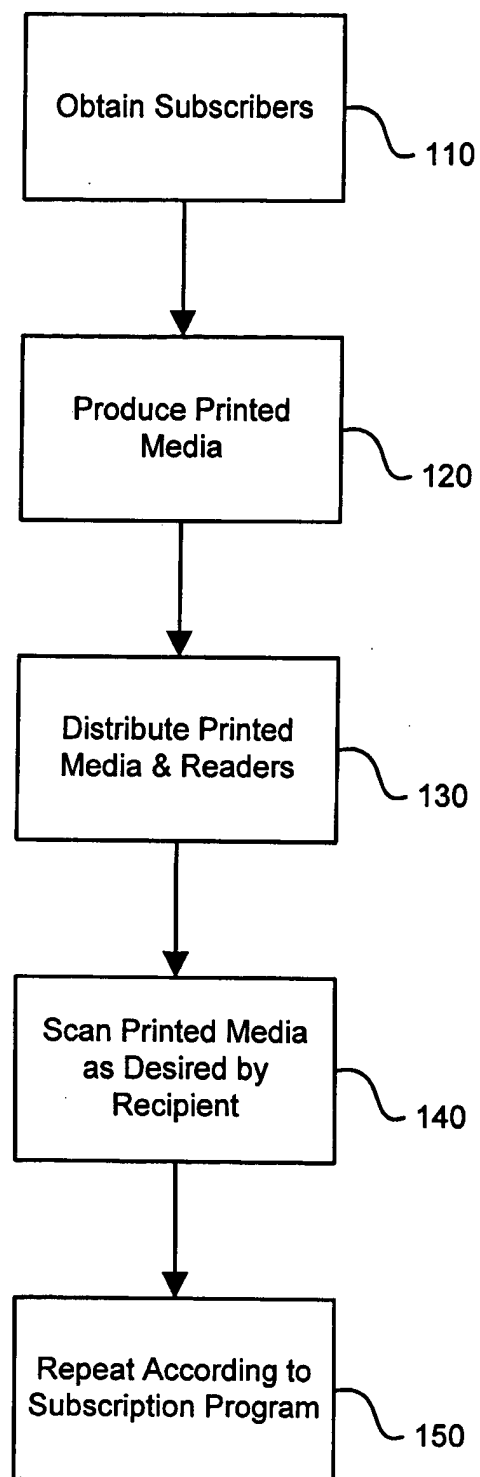 Obtain Subscribers
110
Produce Printed
Media
120
Distribute Printed
Media & Readers
130
Scan Printed Media
as Desired by
Recipient
140
Repeat According to
Subscription Program
150